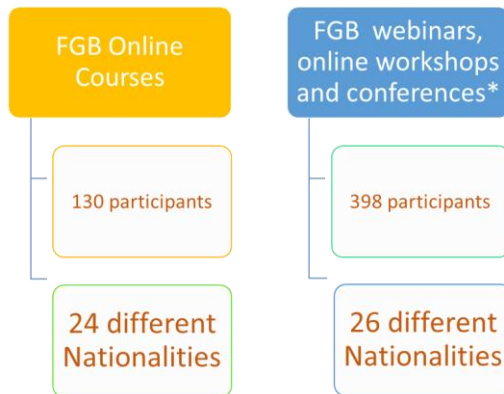 FGB Online
Courses
130 participants
24 different
Nationalities
FGB webinars,
online workshops
and conferences*
398 participants
26 different
Nationalities